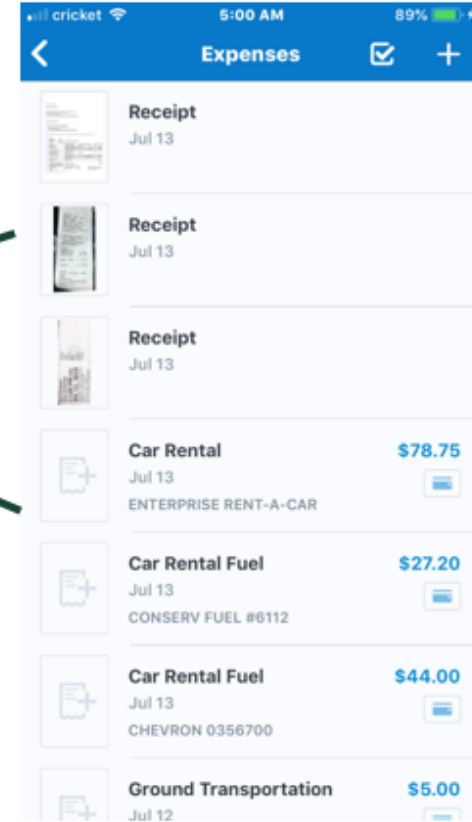 cricket 5:00 AM 89%
Expenses
Receipt
Jul 13
Receipt
Jul 13
Receipt
Jul 13
Car Rental $78.75
Jul 13
ENTERPRISE RENT-A-CAR
Car Rental Fuel $27.20
Jul 13
CONSERV FUEL #6112
Car Rental Fuel $44.00
Jul 13
CHEVRON 0356700
Ground Transportation $5.00
Jul 12